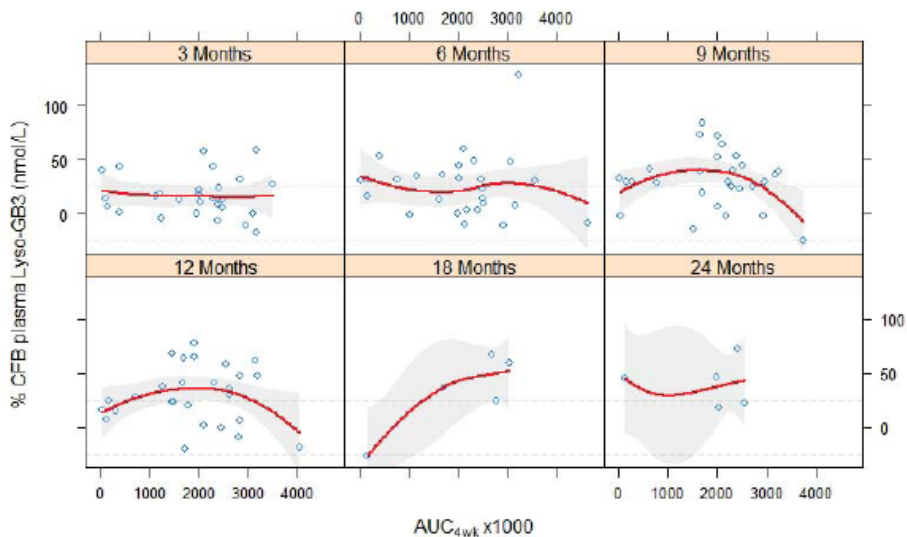 0 1000 2000 3000 4000
3 Months 6 Months 9 Months
100
50
0
12 Months 18 Months 24 Months
100
50
0
0 1000 2000 3000 4000 0 1000 2000 3000 4000
% CFB plasma Lyso-GB3 (nmol/L)
AUC4wk x1000